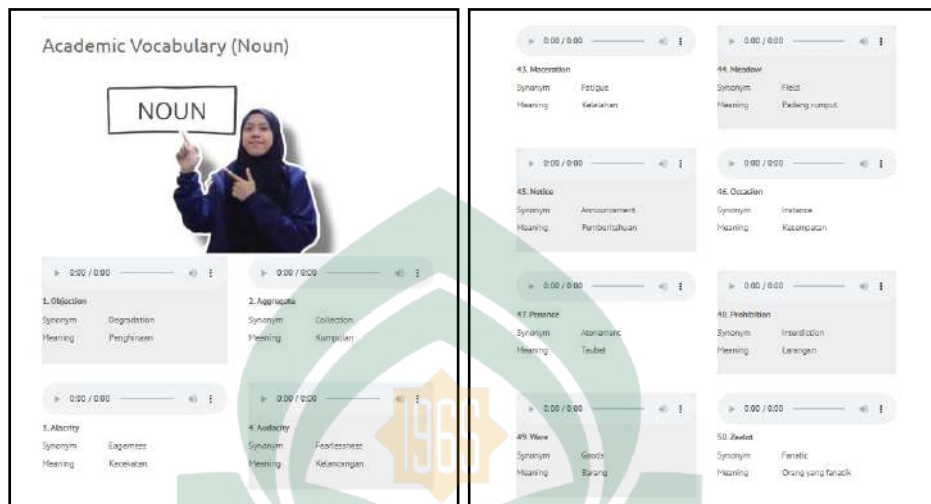 Academic Vocabulary (Noun)
NOUN
0:00 / 0:00
0:00 / 0:00
1. Objection
Synonym Degradation
Meaning Penghinaan
2. Aggregate
Synonym Collection
Meaning Kumpulan
0:00 / 0:00
0:00 / 0:00
3. Alacrity
Synonym Eagerness
Meaning Kecekatan
4. Audacity
Synonym Fearlessness
Meaning Kelancangan
0:00 / 0:00
0:00 / 0:00
43. Maceration
Synonym Fatigue
Meaning Kelelahan
44. Meadow
Synonym Field
Meaning Padang rumput
0:00 / 0:00
0:00 / 0:00
45. Notice
Synonym Announcement
Meaning Pemberitahuan
46. Occasion
Synonym Instance
Meaning Kesempatan
0:00 / 0:00
0:00 / 0:00
47. Penance
Synonym Atonement
Meaning Taubat
48. Prohibition
Synonym Interdiction
Meaning Larangan
0:00 / 0:00
0:00 / 0:00
49. Ware
Synonym Goods
Meaning Barang
50. Zealot
Synonym Fanatic
Meaning Orang yang fanatik
1965